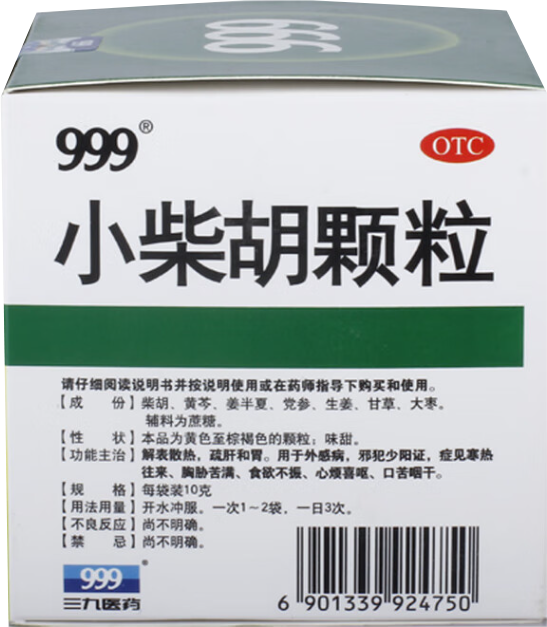 999
999®
OTC
小柴胡颗粒
请仔细阅读说明书并按说明使用或在药师指导下购买和使用。
【成　份】柴胡、黄芩、姜半夏、党参、生姜、甘草、大枣。
辅料为蔗糖。
【性　状】本品为黄色至棕褐色的颗粒；味甜。
【功能主治】解表散热，疏肝和胃。用于外感病，邪犯少阳证，症见寒热
往来、胸胁苦满、食欲不振、心烦喜呕、口苦咽干。
【规　格】每袋装10克
【用法用量】开水冲服。一次1～2袋，一日3次。
【不良反应】尚不明确。
【禁　忌】尚不明确。
999®
三九医药
6 901339 924750